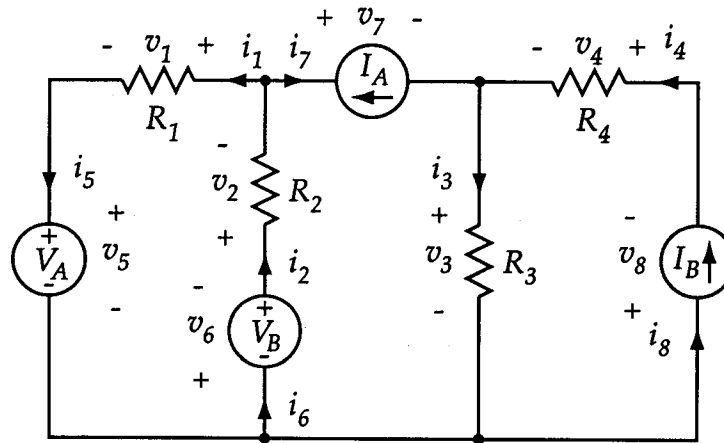 + v7 -
- v1 + i1 i7 IA - v4 + i4
R1 R4
i5 - i3
v2 R2
+ + -
VA + v5 - + i2 v3 R3 v8 IB
- - + - +
v6 VB i8
+ -
i6